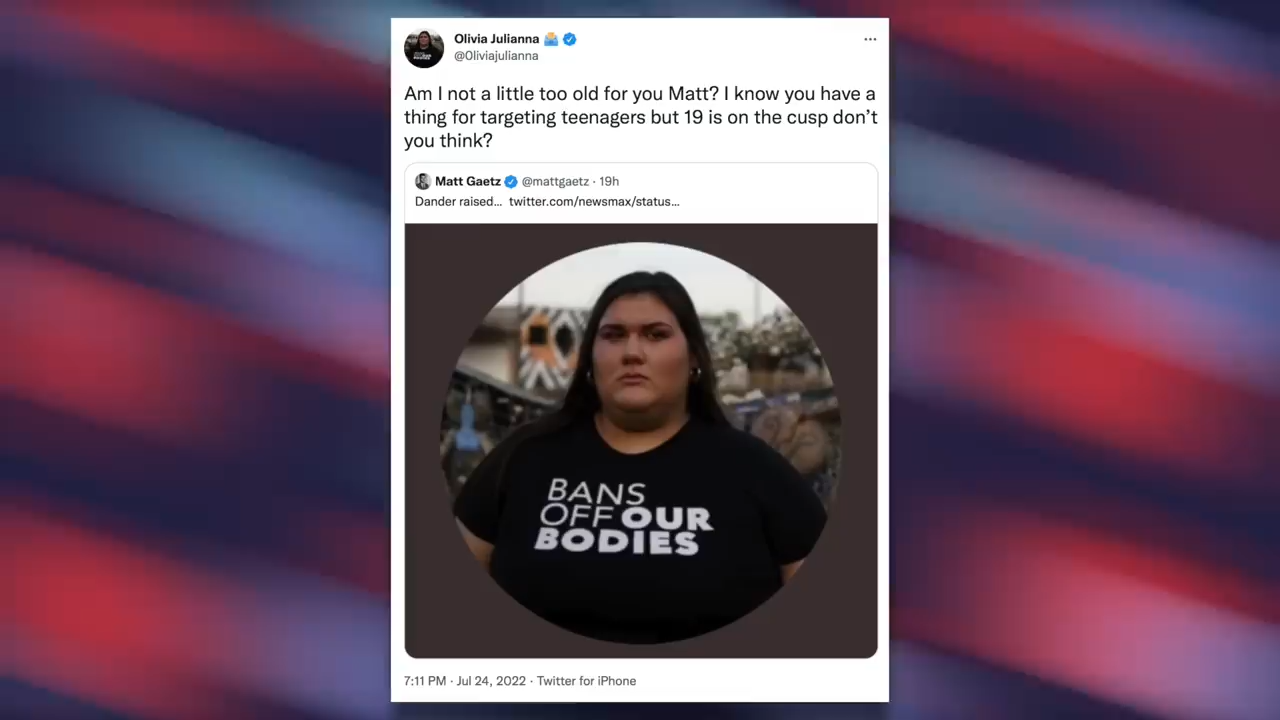 Olivia Julianna
@Oliviajulianna
Am I not a little too old for you Matt? I know you have a
thing for targeting teenagers but 19 is on the cusp don’t
you think?
Matt Gaetz @mattgaetz · 19h
Dander raised... twitter.com/newsmax/status...
BANS
OFF OUR
BODIES
7:11 PM · Jul 24, 2022 · Twitter for iPhone